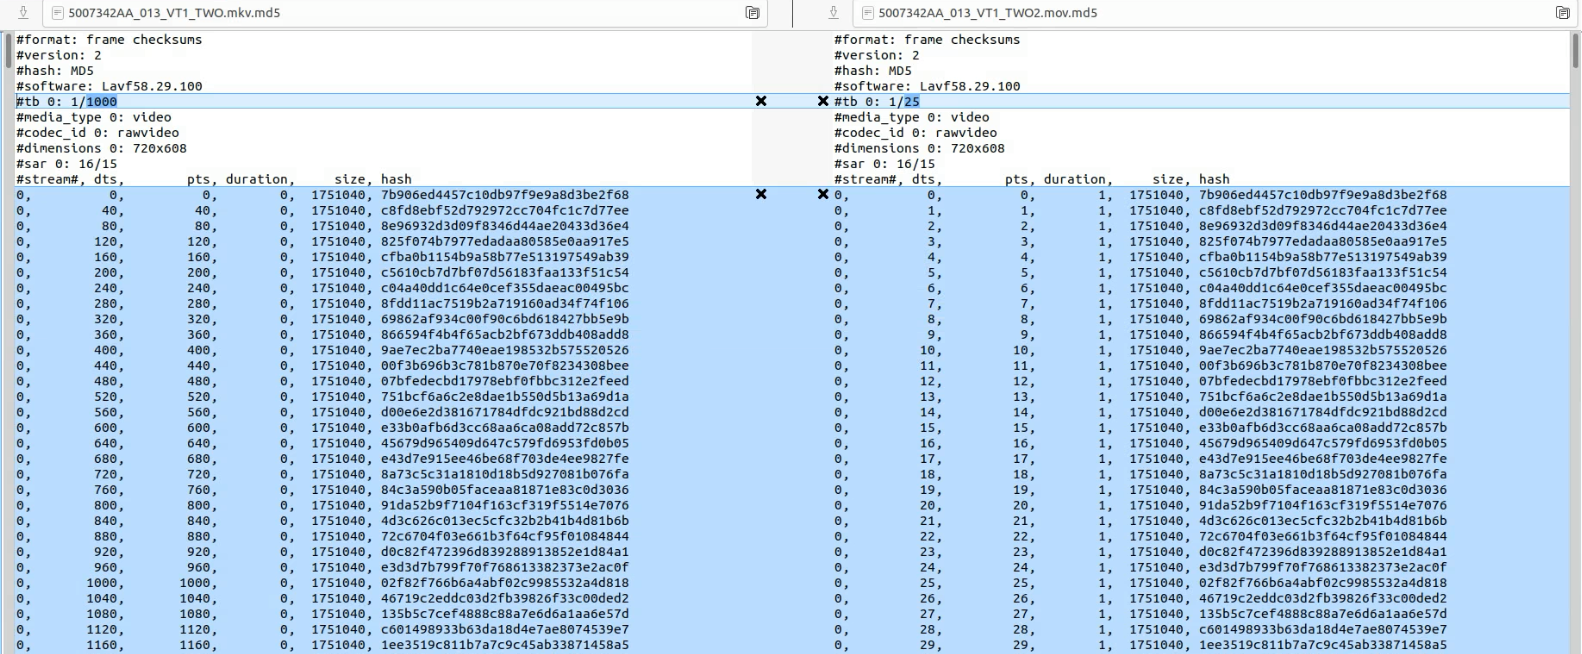 5007342AA_013_VT1_TWO.mkv.md5
#format: frame checksums
#version: 2
#hash: MD5
#software: Lavf58.29.100
#tb 0: 1/1000
#media_type 0: video
#codec_id 0: rawvideo
#dimensions 0: 720x608
#sar 0: 16/15
#stream#, dts, pts, duration, size, hash
0, 0, 0, 0, 1751040, 7b906ed4457c10db97f9e9a8d3be2f68
0, 40, 40, 0, 1751040, c8fd8ebf52d792972cc704fc1c7d77ee
0, 80, 80, 0, 1751040, 8e96932d3d09f8346d44ae20433d36e4
0, 120, 120, 0, 1751040, 825f074b7977edadaa80585e0aa917e5
0, 160, 160, 0, 1751040, cfba0b1154b9a58b77e513197549ab39
0, 200, 200, 0, 1751040, c5610cb7d7bf07d56183faa133f51c54
0, 240, 240, 0, 1751040, c04a40dd1c64e0cef355daeac00495bc
0, 280, 280, 0, 1751040, 8fdd11ac7519b2a719160ad34f74f106
0, 320, 320, 0, 1751040, 69862af934c00f90c6bd618427bb5e9b
0, 360, 360, 0, 1751040, 866594f4b4f65acb2bf673ddb408add8
0, 400, 400, 0, 1751040, 9ae7ec2ba7740eae198532b575520526
0, 440, 440, 0, 1751040, 00f3b696b3c781b870e70f8234308bee
0, 480, 480, 0, 1751040, 07bfedecbd17978ebf0fbbc312e2feed
0, 520, 520, 0, 1751040, 751bcf6a6c2e8dae1b550d5b13a69d1a
0, 560, 560, 0, 1751040, d00e6e2d381671784dfdc921bd88d2cd
0, 600, 600, 0, 1751040, e33b0afb6d3cc68aa6ca08add72c857b
0, 640, 640, 0, 1751040, 45679d965409d647c579fd6953fd0b05
0, 680, 680, 0, 1751040, e43d7e915ee46be68f703de4ee9827fe
0, 720, 720, 0, 1751040, 8a73c5c31a1810d18b5d927081b076fa
0, 760, 760, 0, 1751040, 84c3a590b05faceaa81871e83c0d3036
0, 800, 800, 0, 1751040, 91da52b9f7104f163cf319f5514e7076
0, 840, 840, 0, 1751040, 4d3c626c013ec5cfc32b2b41b4d81b6b
0, 880, 880, 0, 1751040, 72c6704f03e661b3f64cf95f01084844
0, 920, 920, 0, 1751040, d0c82f472396d839288913852e1d84a1
0, 960, 960, 0, 1751040, e3d3d7b799f70f768613382373e2ac0f
0, 1000, 1000, 0, 1751040, 02f82f766b6a4abf02c9985532a4d818
0, 1040, 1040, 0, 1751040, 46719c2eddc03d2fb39826f33c00ded2
0, 1080, 1080, 0, 1751040, 135b5c7cef4888c88a7e6d6a1aa6e57d
0, 1120, 1120, 0, 1751040, c601498933b63da18d4e7ae8074539e7
0, 1160, 1160, 0, 1751040, 1ee3519c811b7a7c9c45ab33871458a5
5007342AA_013_VT1_TWO2.mov.md5
#format: frame checksums
#version: 2
#hash: MD5
#software: Lavf58.29.100
#tb 0: 1/25
#media_type 0: video
#codec_id 0: rawvideo
#dimensions 0: 720x608
#sar 0: 16/15
#stream#, dts, pts, duration, size, hash
0, 0, 0, 1, 1751040, 7b906ed4457c10db97f9e9a8d3be2f68
0, 1, 1, 1, 1751040, c8fd8ebf52d792972cc704fc1c7d77ee
0, 2, 2, 1, 1751040, 8e96932d3d09f8346d44ae20433d36e4
0, 3, 3, 1, 1751040, 825f074b7977edadaa80585e0aa917e5
0, 4, 4, 1, 1751040, cfba0b1154b9a58b77e513197549ab39
0, 5, 5, 1, 1751040, c5610cb7d7bf07d56183faa133f51c54
0, 6, 6, 1, 1751040, c04a40dd1c64e0cef355daeac00495bc
0, 7, 7, 1, 1751040, 8fdd11ac7519b2a719160ad34f74f106
0, 8, 8, 1, 1751040, 69862af934c00f90c6bd618427bb5e9b
0, 9, 9, 1, 1751040, 866594f4b4f65acb2bf673ddb408add8
0, 10, 10, 1, 1751040, 9ae7ec2ba7740eae198532b575520526
0, 11, 11, 1, 1751040, 00f3b696b3c781b870e70f8234308bee
0, 12, 12, 1, 1751040, 07bfedecbd17978ebf0fbbc312e2feed
0, 13, 13, 1, 1751040, 751bcf6a6c2e8dae1b550d5b13a69d1a
0, 14, 14, 1, 1751040, d00e6e2d381671784dfdc921bd88d2cd
0, 15, 15, 1, 1751040, e33b0afb6d3cc68aa6ca08add72c857b
0, 16, 16, 1, 1751040, 45679d965409d647c579fd6953fd0b05
0, 17, 17, 1, 1751040, e43d7e915ee46be68f703de4ee9827fe
0, 18, 18, 1, 1751040, 8a73c5c31a1810d18b5d927081b076fa
0, 19, 19, 1, 1751040, 84c3a590b05faceaa81871e83c0d3036
0, 20, 20, 1, 1751040, 91da52b9f7104f163cf319f5514e7076
0, 21, 21, 1, 1751040, 4d3c626c013ec5cfc32b2b41b4d81b6b
0, 22, 22, 1, 1751040, 72c6704f03e661b3f64cf95f01084844
0, 23, 23, 1, 1751040, d0c82f472396d839288913852e1d84a1
0, 24, 24, 1, 1751040, e3d3d7b799f70f768613382373e2ac0f
0, 25, 25, 1, 1751040, 02f82f766b6a4abf02c9985532a4d818
0, 26, 26, 1, 1751040, 46719c2eddc03d2fb39826f33c00ded2
0, 27, 27, 1, 1751040, 135b5c7cef4888c88a7e6d6a1aa6e57d
0, 28, 28, 1, 1751040, c601498933b63da18d4e7ae8074539e7
0, 29, 29, 1, 1751040, 1ee3519c811b7a7c9c45ab33871458a5